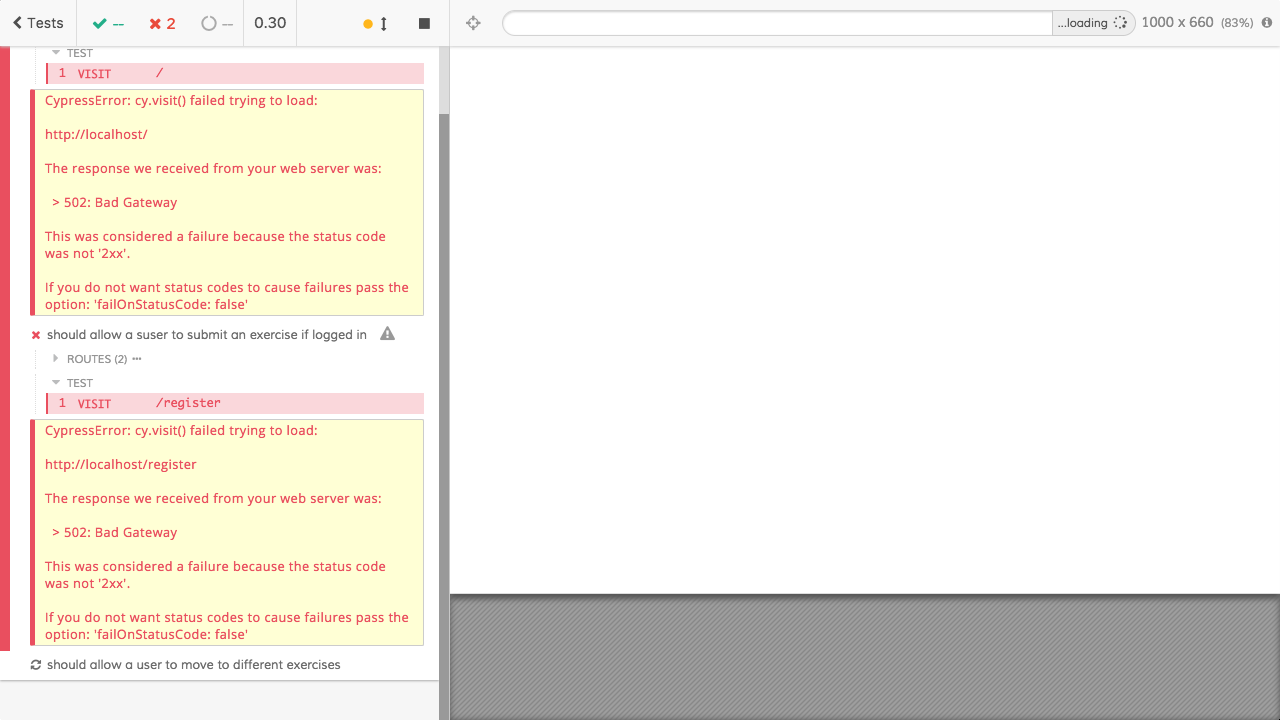 Tests -- 2 -- 0.30 ...loading 1000 x 660 (83%)
TEST
1 VISIT /
CypressError: cy.visit() failed trying to load:
http://localhost/
The response we received from your web server was:
> 502: Bad Gateway
This was considered a failure because the status code
was not '2xx'.
If you do not want status codes to cause failures pass the
option: 'failOnStatusCode: false'
should allow a suser to submit an exercise if logged in
ROUTES (2) ...
TEST
1 VISIT /register
CypressError: cy.visit() failed trying to load:
http://localhost/register
The response we received from your web server was:
> 502: Bad Gateway
This was considered a failure because the status code
was not '2xx'.
If you do not want status codes to cause failures pass the
option: 'failOnStatusCode: false'
should allow a user to move to different exercises